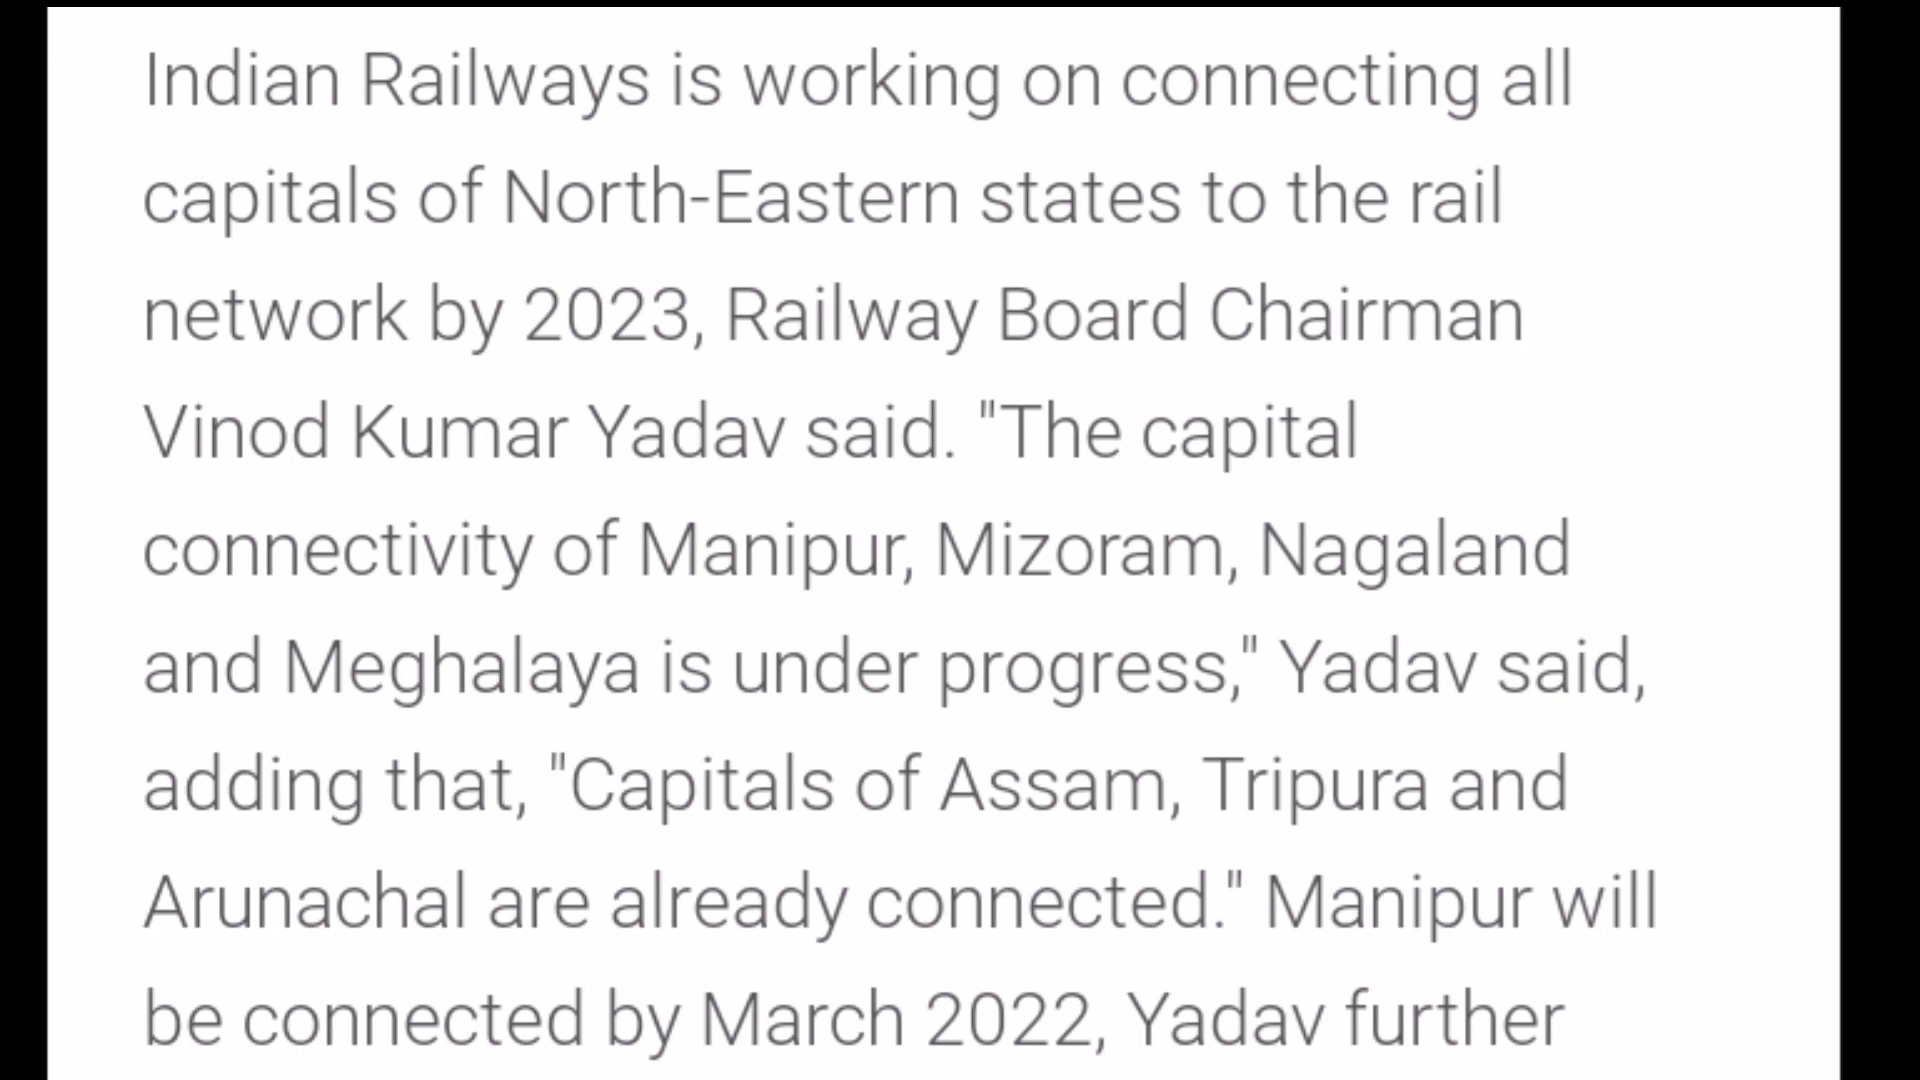 Indian Railways is working on connecting all
capitals of North-Eastern states to the rail
network by 2023, Railway Board Chairman
Vinod Kumar Yadav said. "The capital
connectivity of Manipur, Mizoram, Nagaland
and Meghalaya is under progress," Yadav said,
adding that, "Capitals of Assam, Tripura and
Arunachal are already connected." Manipur will
be connected by March 2022, Yadav further